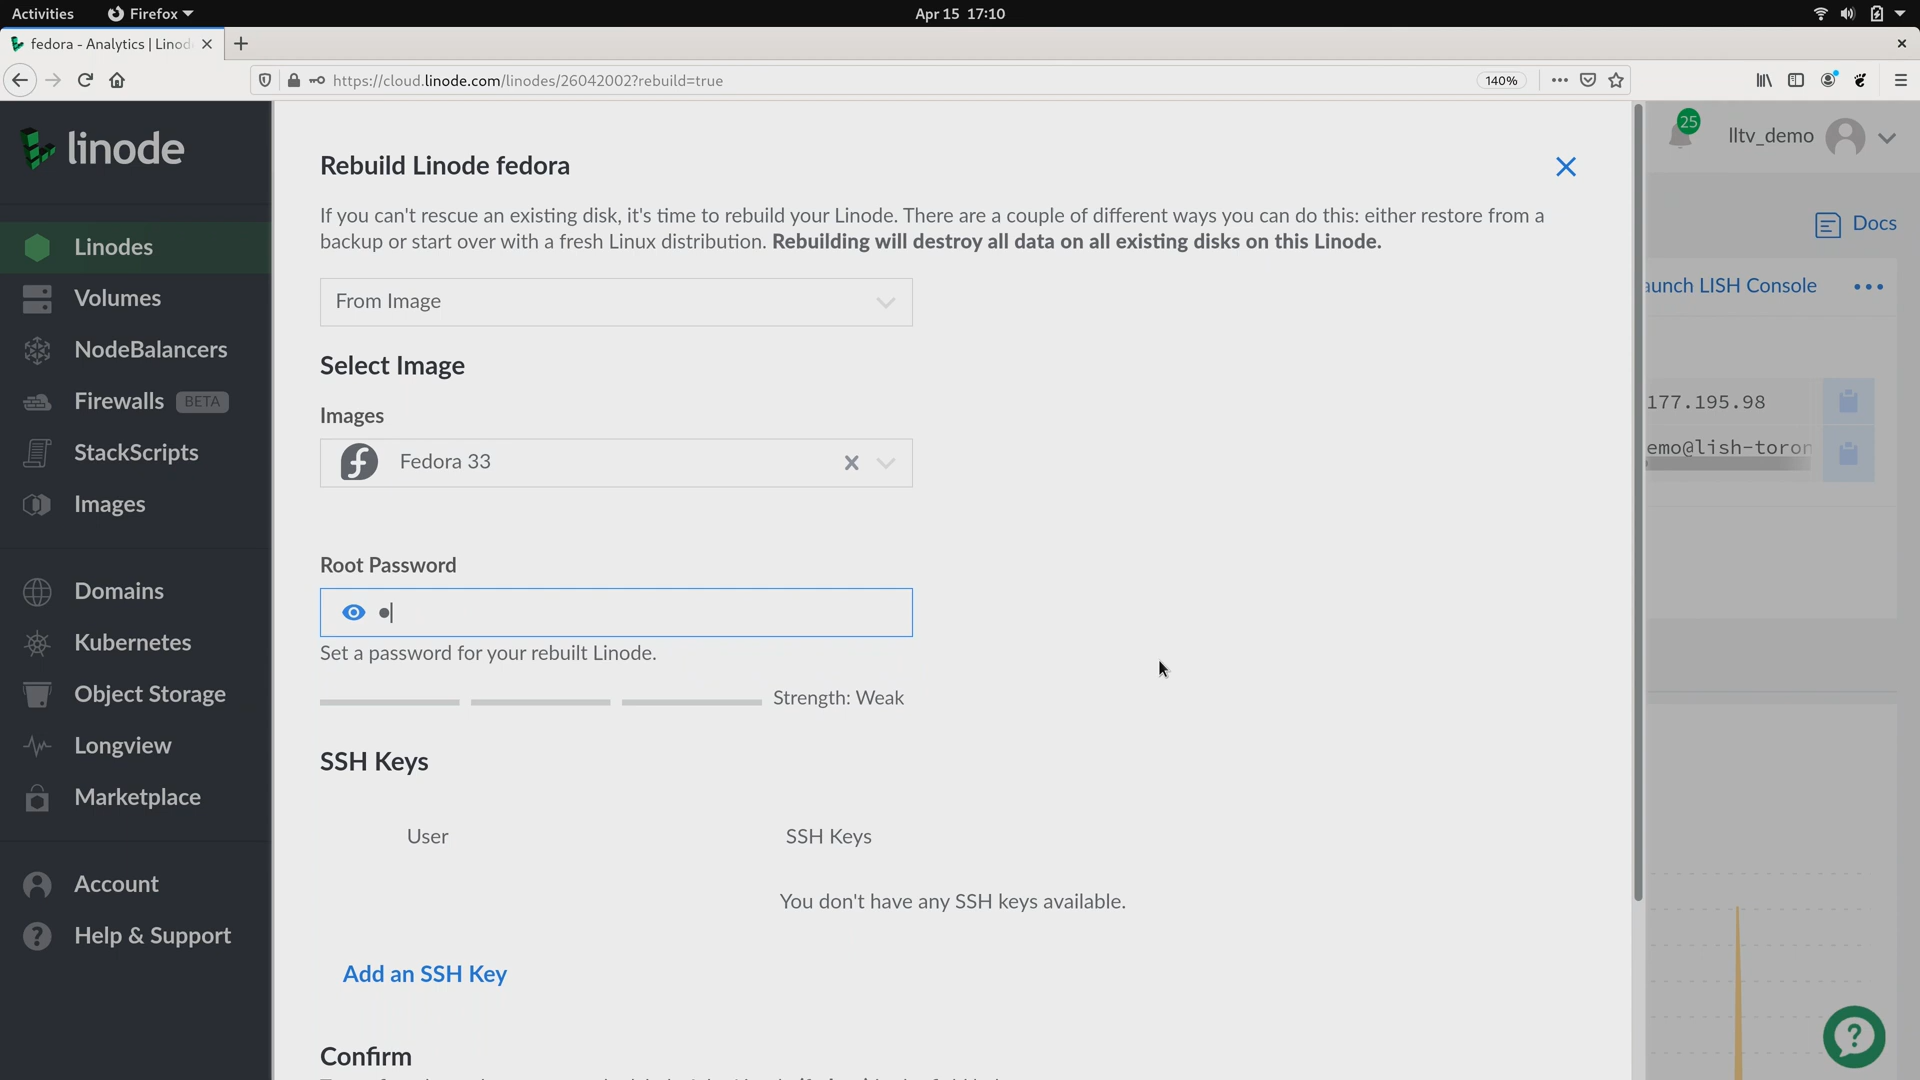 Activities
Firefox
Apr 15 17:10
fedora - Analytics | Linod
https://cloud.linode.com/linodes/26042002?rebuild=true
140%
linode
25
lltv_demo
Linodes
Volumes
NodeBalancers
Firewalls BETA
StackScripts
Images
Domains
Kubernetes
Object Storage
Longview
Marketplace
Account
Help & Support
Rebuild Linode fedora
If you can't rescue an existing disk, it's time to rebuild your Linode. There are a couple of different ways you can do this: either restore from a
backup or start over with a fresh Linux distribution. Rebuilding will destroy all data on all existing disks on this Linode.
From Image
Select Image
Images
Fedora 33
Root Password
Set a password for your rebuilt Linode.
Strength: Weak
SSH Keys
User
SSH Keys
You don't have any SSH keys available.
Add an SSH Key
Confirm
Docs
aunch LISH Console
177.195.98
emo@lish-toron